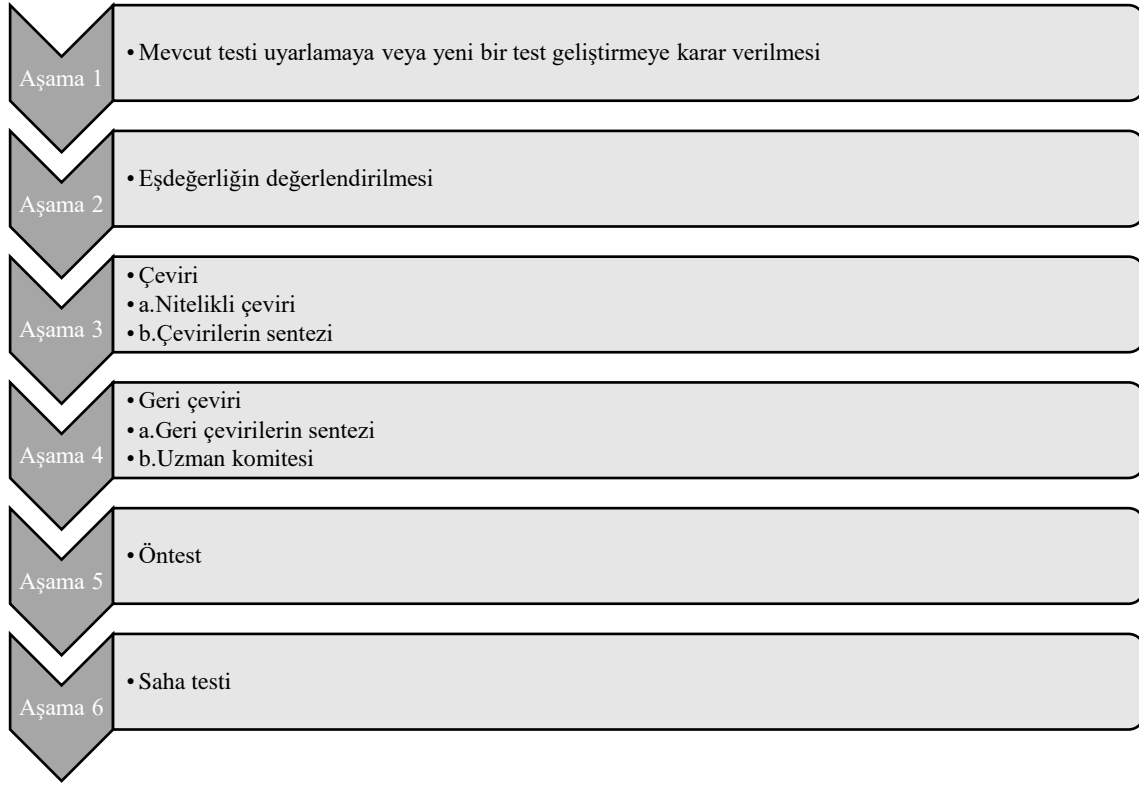 Aşama 1
• Mevcut testi uyarlamaya veya yeni bir test geliştirmeye karar verilmesi
Aşama 2
• Eşdeğerliğin değerlendirilmesi
Aşama 3
• Çeviri
• a.Nitelikli çeviri
• b.Çevirilerin sentezi
Aşama 4
• Geri çeviri
• a.Geri çevirilerin sentezi
• b.Uzman komitesi
Aşama 5
• Öntest
Aşama 6
• Saha testi